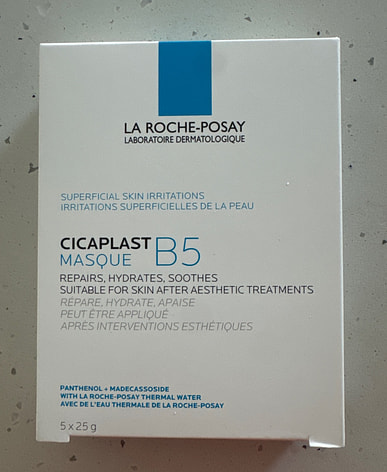 LA ROCHE-POSAY
LABORATOIRE DERMATOLOGIQUE
SUPERFICIAL SKIN IRRITATIONS
IRRITATIONS SUPERFICIELLES DE LA PEAU
CICAPLAST B5
MASQUE
REPAIRS, HYDRATES, SOOTHES
SUITABLE FOR SKIN AFTER AESTHETIC TREATMENTS
RÉPARE, HYDRATE, APAISE
PEUT ÊTRE APPLIQUÉ
APRÈS INTERVENTIONS ESTHÉTIQUES
PANTHENOL + MADECASSOSIDE
WITH LA ROCHE-POSAY THERMAL WATER
AVEC DE L'EAU THERMALE DE LA ROCHE-POSAY
5 x 25 g